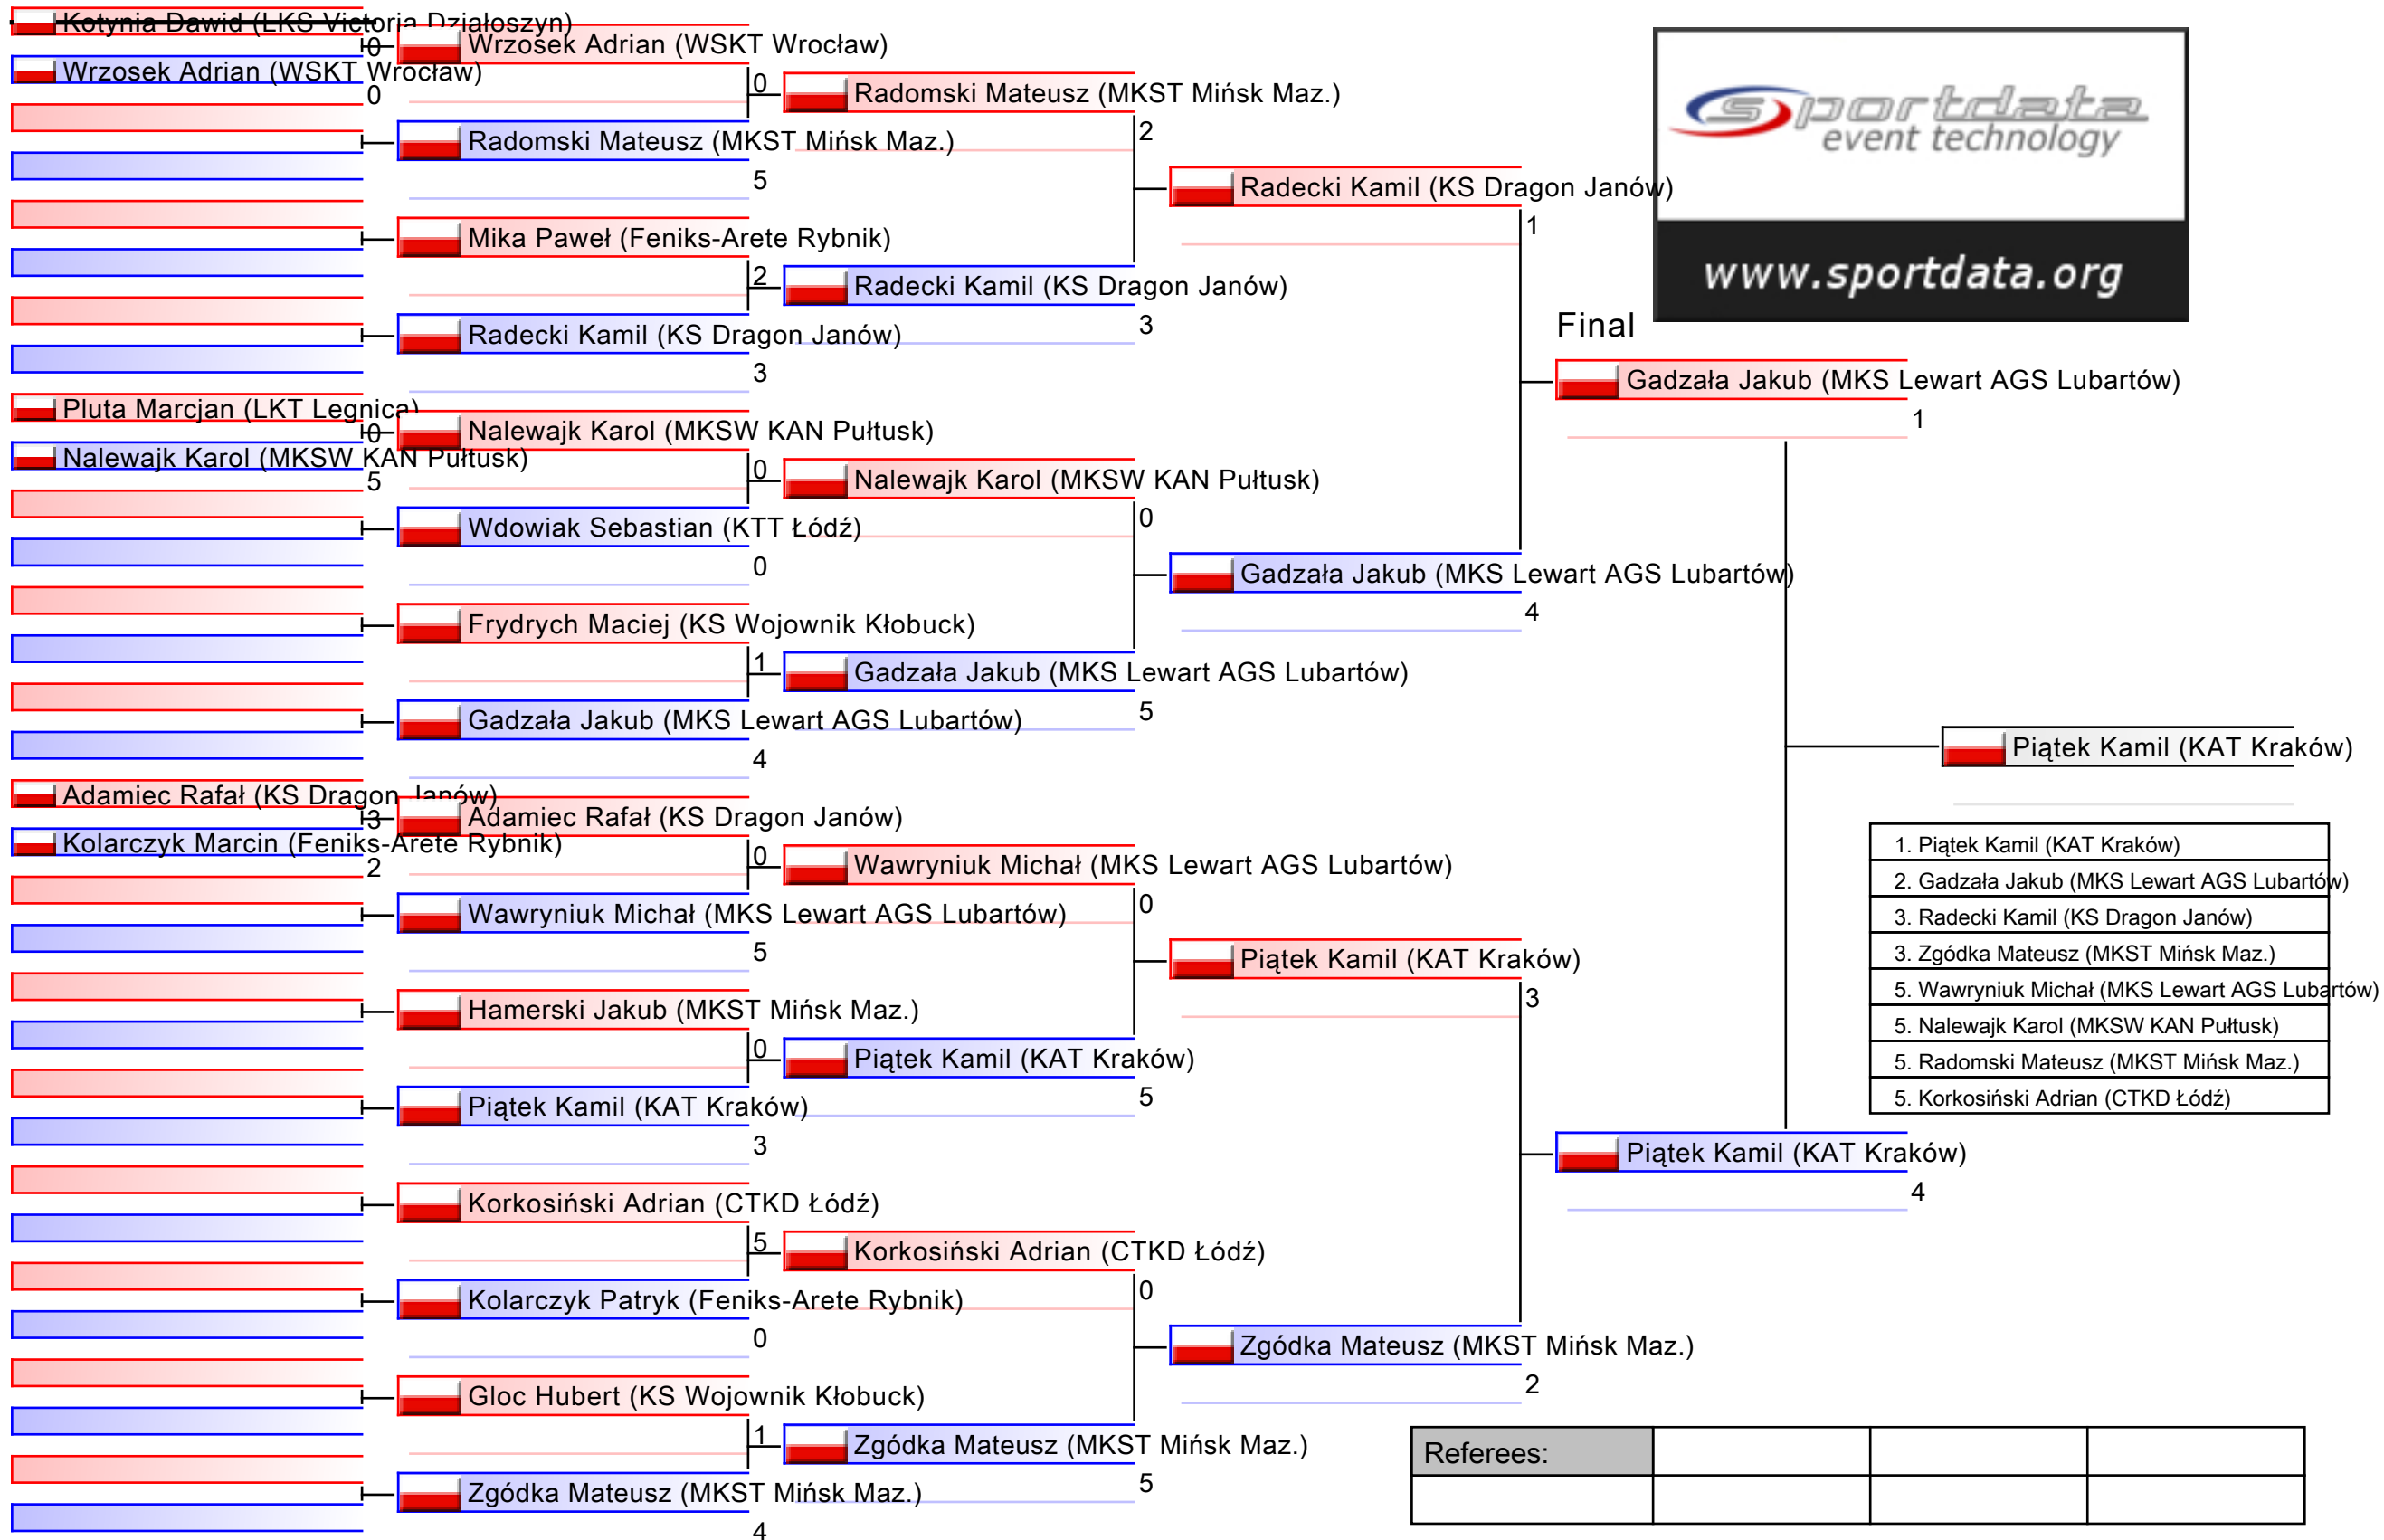 Kotynia Dawid (LKS Victoria Działoszyn)
0
Wrzosek Adrian (WSKT Wrocław)
0
Pluta Marcjan (LKT Legnica)
0
Nalewajk Karol (MKSW KAN Pułtusk)
5
Adamiec Rafał (KS Dragon Janów)
3
Kolarczyk Marcin (Feniks-Arete Rybnik)
2
Wrzosek Adrian (WSKT Wrocław)
0
Radomski Mateusz (MKST Mińsk Maz.)
5
Mika Paweł (Feniks-Arete Rybnik)
2
Radecki Kamil (KS Dragon Janów)
3
Nalewajk Karol (MKSW KAN Pułtusk)
0
Wdowiak Sebastian (KTT Łódź)
0
Frydrych Maciej (KS Wojownik Kłobuck)
1
Gadzała Jakub (MKS Lewart AGS Lubartów)
4
Adamiec Rafał (KS Dragon Janów)
0
Wawryniuk Michał (MKS Lewart AGS Lubartów)
5
Hamerski Jakub (MKST Mińsk Maz.)
0
Piątek Kamil (KAT Kraków)
3
Korkosiński Adrian (CTKD Łódź)
5
Kolarczyk Patryk (Feniks-Arete Rybnik)
0
Gloc Hubert (KS Wojownik Kłobuck)
1
Zgódka Mateusz (MKST Mińsk Maz.)
4
Radomski Mateusz (MKST Mińsk Maz.)
2
Radecki Kamil (KS Dragon Janów)
3
Nalewajk Karol (MKSW KAN Pułtusk)
0
Gadzała Jakub (MKS Lewart AGS Lubartów)
5
Wawryniuk Michał (MKS Lewart AGS Lubartów)
0
Piątek Kamil (KAT Kraków)
5
Korkosiński Adrian (CTKD Łódź)
0
Zgódka Mateusz (MKST Mińsk Maz.)
5
Radecki Kamil (KS Dragon Janów)
1
Gadzała Jakub (MKS Lewart AGS Lubartów)
4
Piątek Kamil (KAT Kraków)
3
Zgódka Mateusz (MKST Mińsk Maz.)
2
sportdata
event technology
www.sportdata.org
Final
Gadzała Jakub (MKS Lewart AGS Lubartów)
1
Piątek Kamil (KAT Kraków)
4
Piątek Kamil (KAT Kraków)
1. Piątek Kamil (KAT Kraków)
2. Gadzała Jakub (MKS Lewart AGS Lubartów)
3. Radecki Kamil (KS Dragon Janów)
3. Zgódka Mateusz (MKST Mińsk Maz.)
5. Wawryniuk Michał (MKS Lewart AGS Lubartów)
5. Nalewajk Karol (MKSW KAN Pułtusk)
5. Radomski Mateusz (MKST Mińsk Maz.)
5. Korkosiński Adrian (CTKD Łódź)
Referees: